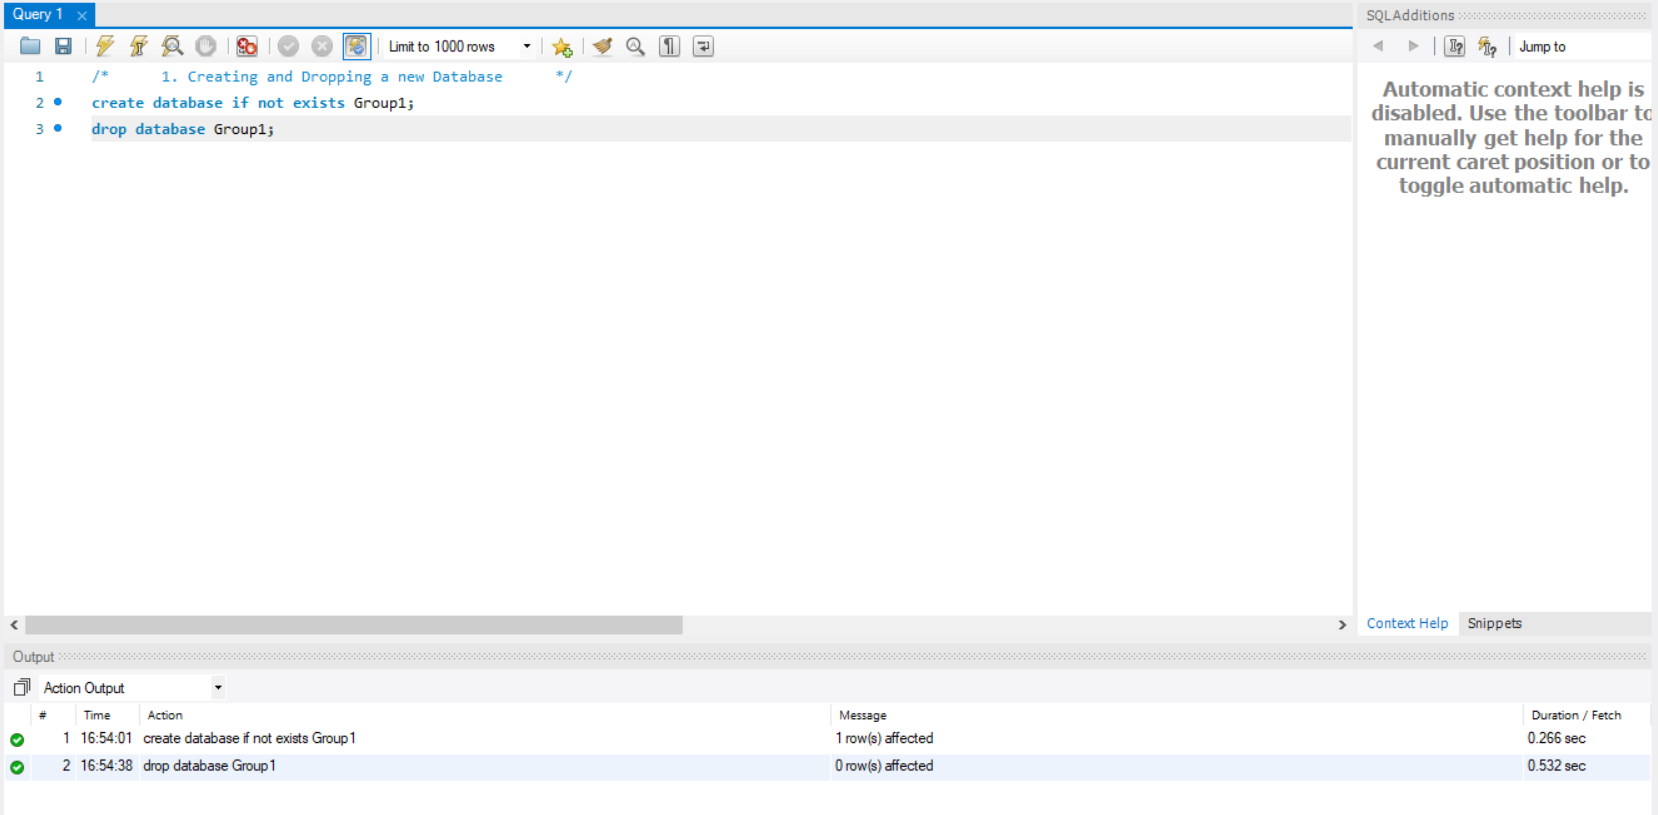 Query 1
SQLAdditions
Limit to 1000 rows
Jump to
1 /* 1. Creating and Dropping a new Database */
2 create database if not exists Group1;
3 drop database Group1;
Automatic context help is
disabled. Use the toolbar to
manually get help for the
current caret position or to
toggle automatic help.
Context Help Snippets
Output
Action Output
# Time Action Message Duration / Fetch
1 16:54:01 create database if not exists Group1 1 row(s) affected 0.266 sec
2 16:54:38 drop database Group1 0 row(s) affected 0.532 sec